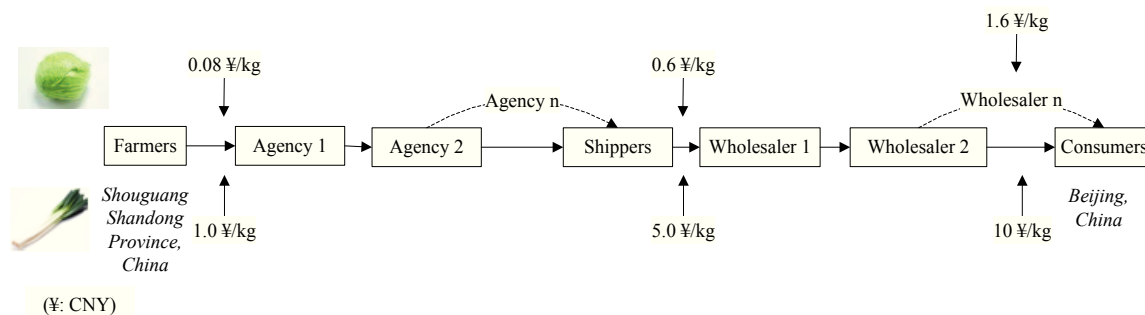 1.6 ¥/kg
0.08 ¥/kg
0.6 ¥/kg
Agency n
Wholesaler n
Farmers
Agency 1
Agency 2
Shippers
Wholesaler 1
Wholesaler 2
Consumers
Shouguang
Shandong
Province,
China
1.0 ¥/kg
5.0 ¥/kg
10 ¥/kg
Beijing,
China
(¥: CNY)